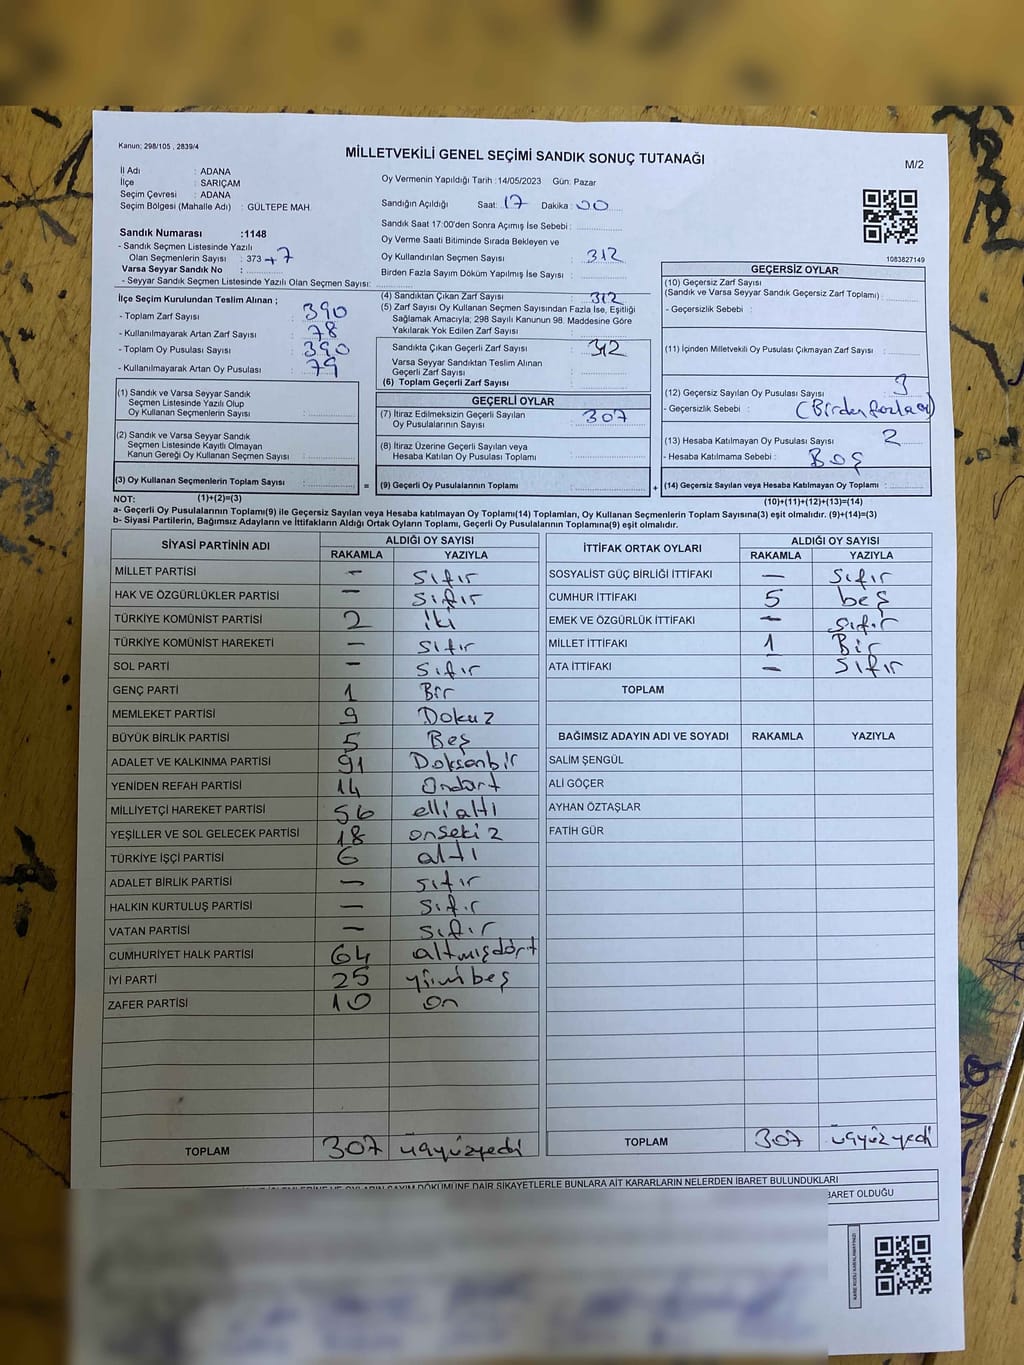 Kanun; 298/105 , 2839/4
MİLLETVEKİLİ GENEL SEÇİMİ SANDIK SONUÇ TUTANAĞI
M/2
İl Adı : ADANA
İlçe : SARIÇAM
Seçim Çevresi : ADANA
Seçim Bölgesi (Mahalle Adı) : GÜLTEPE MAH.
Sandık Numarası :1148
- Sandık Seçmen Listesinde Yazılı
Olan Seçmenlerin Sayısı : 373 +7
Varsa Seyyar Sandık No :
- Seyyar Sandık Seçmen Listesinde Yazılı Olan Seçmen Sayısı:
Oy Vermenin Yapıldığı Tarih :14/05/2023 Gün: Pazar
Sandığın Açıldığı Saat: 17 Dakika: 00
Sandık Saat 17:00'den Sonra Açımış İse Sebebi :
Oy Verme Saati Bitiminde Sırada Bekleyen ve
Oy Kullandırılan Seçmen Sayısı : 312
Birden Fazla Sayım Döküm Yapılmış İse Sayısı :
1083827149
İlçe Seçim Kurulundan Teslim Alınan ;
- Toplam Zarf Sayısı : 390
- Kullanılmayarak Artan Zarf Sayısı : 78
- Toplam Oy Pusulası Sayısı : 390
- Kullanılmayarak Artan Oy Pusulası : 79
(1) Sandık ve Varsa Seyyar Sandık
Seçmen Listesinde Yazılı Olup
Oy Kullanan Seçmenlerin Sayısı :
(2) Sandık ve Varsa Seyyar Sandık
Seçmen Listesinde Kayıtlı Olmayan
Kanun Gereği Oy Kullanan Seçmen Sayısı :
(3) Oy Kullanan Seçmenlerin Toplam Sayısı : =
(4) Sandıktan Çıkan Zarf Sayısı : 312
(5) Zarf Sayısı Oy Kullanan Seçmen Sayısından Fazla İse, Eşitliği
Sağlamak Amacıyla; 298 Sayılı Kanunun 98. Maddesine Göre
Yakılarak Yok Edilen Zarf Sayısı :
Sandıkta Çıkan Geçerli Zarf Sayısı : 312
Varsa Seyyar Sandıktan Teslim Alınan
Geçerli Zarf Sayısı :
(6) Toplam Geçerli Zarf Sayısı :
GEÇERLİ OYLAR
(7) İtiraz Edilmeksizin Geçerli Sayılan
Oy Pusulalarının Sayısı : 307
(8) İtiraz Üzerine Geçerli Sayılan veya
Hesaba Katılan Oy Pusulası Toplamı :
(9) Geçerli Oy Pusulalarının Toplamı : +
GEÇERSİZ OYLAR
(10) Geçersiz Zarf Sayısı
(Sandık ve Varsa Seyyar Sandık Geçersiz Zarf Toplamı) :
- Geçersizlik Sebebi :
(11) İçinden Milletvekili Oy Pusulası Çıkmayan Zarf Sayısı :
(12) Geçersiz Sayılan Oy Pusulası Sayısı : 3
- Geçersizlik Sebebi : (Birden fazla oy)
(13) Hesaba Katılmayan Oy Pusulası Sayısı : 2
- Hesaba Katılmama Sebebi : Boş
(14) Geçersiz Sayılan veya Hesaba Katılmayan Oy Toplamı :
NOT: (1)+(2)=(3)
(10)+(11)+(12)+(13)=(14)
a- Geçerli Oy Pusulalarının Toplamı(9) ile Geçersiz Sayılan veya Hesaba katılmayan Oy Toplamı(14) Toplamları, Oy Kullanan Seçmenlerin Toplam Sayısına(3) eşit olmalıdır. (9)+(14)=(3)
b- Siyasi Partilerin, Bağımsız Adayların ve İttifakların Aldığı Ortak Oyların Toplamı, Geçerli Oy Pusulalarının Toplamına(9) eşit olmalıdır.
SİYASİ PARTİNİN ADI ALDIĞI OY SAYISI
RAKAMLA YAZIYLA
MİLLET PARTİSİ - sıfır
HAK VE ÖZGÜRLÜKLER PARTİSİ - sıfır
TÜRKİYE KOMÜNİST PARTİSİ 2 iki
TÜRKİYE KOMÜNİST HAREKETİ - sıfır
SOL PARTİ - sıfır
GENÇ PARTİ 1 Bir
MEMLEKET PARTİSİ 9 Dokuz
BÜYÜK BİRLİK PARTİSİ 5 Beş
ADALET VE KALKINMA PARTİSİ 91 Doksanbir
YENİDEN REFAH PARTİSİ 14 Ondört
MİLLİYETÇİ HAREKET PARTİSİ 56 elli altı
YEŞİLLER VE SOL GELECEK PARTİSİ 18 onsekiz
TÜRKİYE İŞÇİ PARTİSİ 6 altı
ADALET BİRLİK PARTİSİ - sıfır
HALKIN KURTULUŞ PARTİSİ - sıfır
VATAN PARTİSİ - sıfır
CUMHURİYET HALK PARTİSİ 64 altmışdört
İYİ PARTİ 25 yirmibeş
ZAFER PARTİSİ 10 on
TOPLAM 307 üçyüzyedi
İTTİFAK ORTAK OYLARI ALDIĞI OY SAYISI
RAKAMLA YAZIYLA
SOSYALİST GÜÇ BİRLİĞİ İTTİFAKI - sıfır
CUMHUR İTTİFAKI 5 beş
EMEK VE ÖZGÜRLÜK İTTİFAKI - sıfır
MİLLET İTTİFAKI 1 Bir
ATA İTTİFAKI - sıfır
TOPLAM
BAĞIMSIZ ADAYIN ADI VE SOYADI RAKAMLA YAZIYLA
SALİM ŞENGÜL
ALİ GÖÇER
AYHAN ÖZTAŞLAR
FATİH GÜR
TOPLAM 307 üçyüzyedi
DÖKÜMÜNE DAİR ŞİKAYETLERLE BUNLARA AİT KARARLARIN NELERDEN İBARET BULUNDUKLARI
BARET OLDUĞU